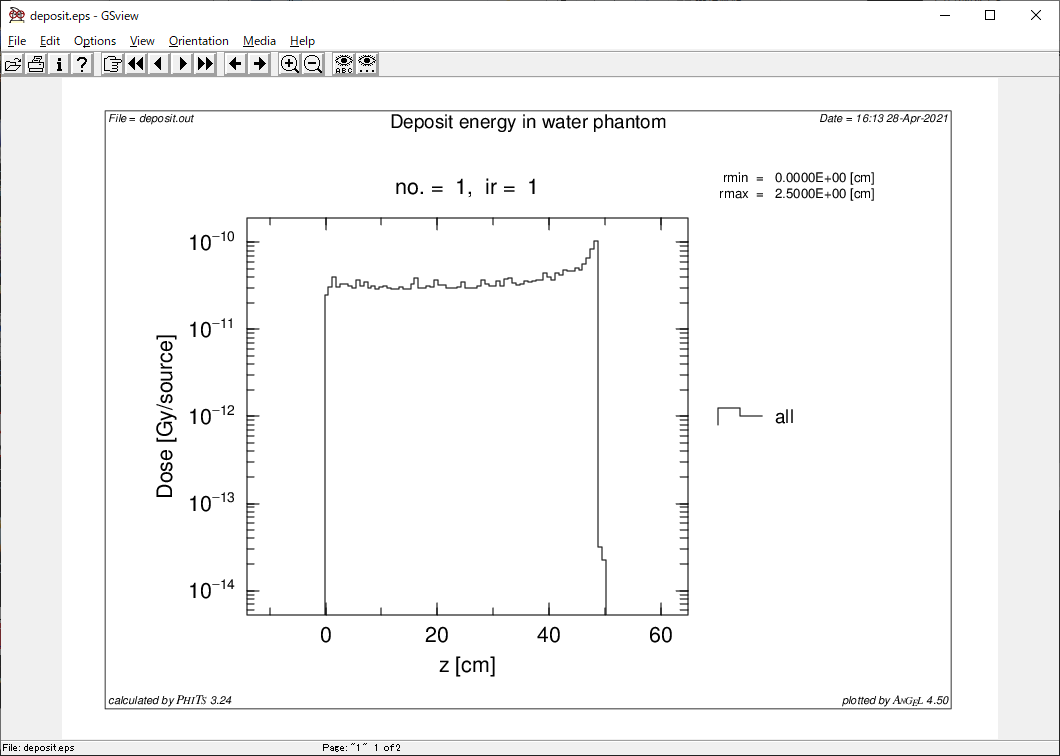 deposit.eps - GSview
File Edit Options View Orientation Media Help
ABC
File = deposit.out
Deposit energy in water phantom
Date = 16:13 28-Apr-2021
no. = 1, ir = 1
rmin = 0.0000E+00 [cm]
rmax = 2.5000E+00 [cm]
10⁻¹⁰
10⁻¹¹
10⁻¹²
10⁻¹³
10⁻¹⁴
Dose [Gy/source]
all
0 20 40 60
z [cm]
calculated by PHITS 3.24
plotted by ANGEL 4.50
File: deposit.eps
Page: "1" 1 of 2